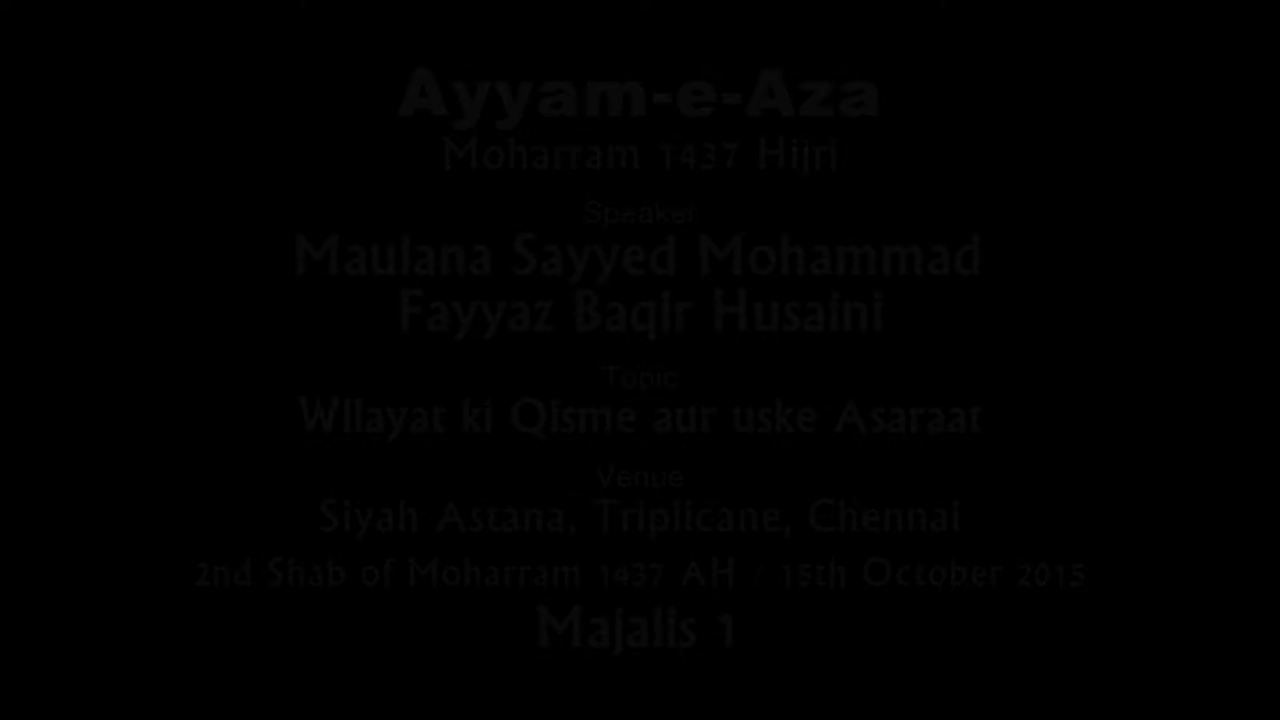 Ayyam-e-Aza
Moharram 1437 Hijri
Speaker
Maulana Sayyed Mohammad
Fayyaz Baqir Husaini
Topic
Wilayat ki Qisme aur uske Asaraat
Venue
Siyah Astana, Triplicane, Chennai
2nd Shab of Moharram 1437 AH / 15th October 2015
Majalis 1